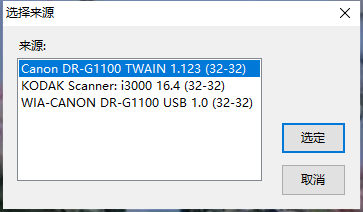 选择来源
来源:
Canon DR-G1100 TWAIN 1.123 (32-32)
KODAK Scanner: i3000 16.4 (32-32)
WIA-CANON DR-G1100 USB 1.0 (32-32)
选定
取消